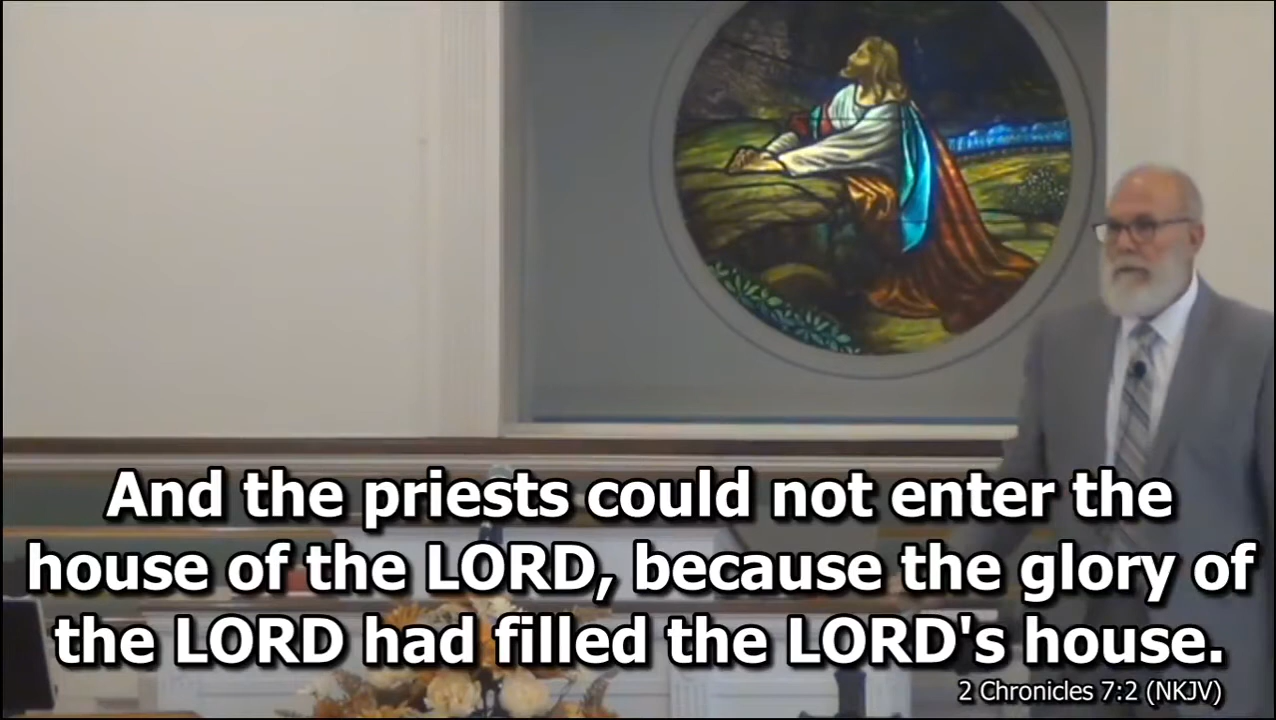 And the priests could not enter the
house of the LORD, because the glory of
the LORD had filled the LORD's house.
2 Chronicles 7:2 (NKJV)